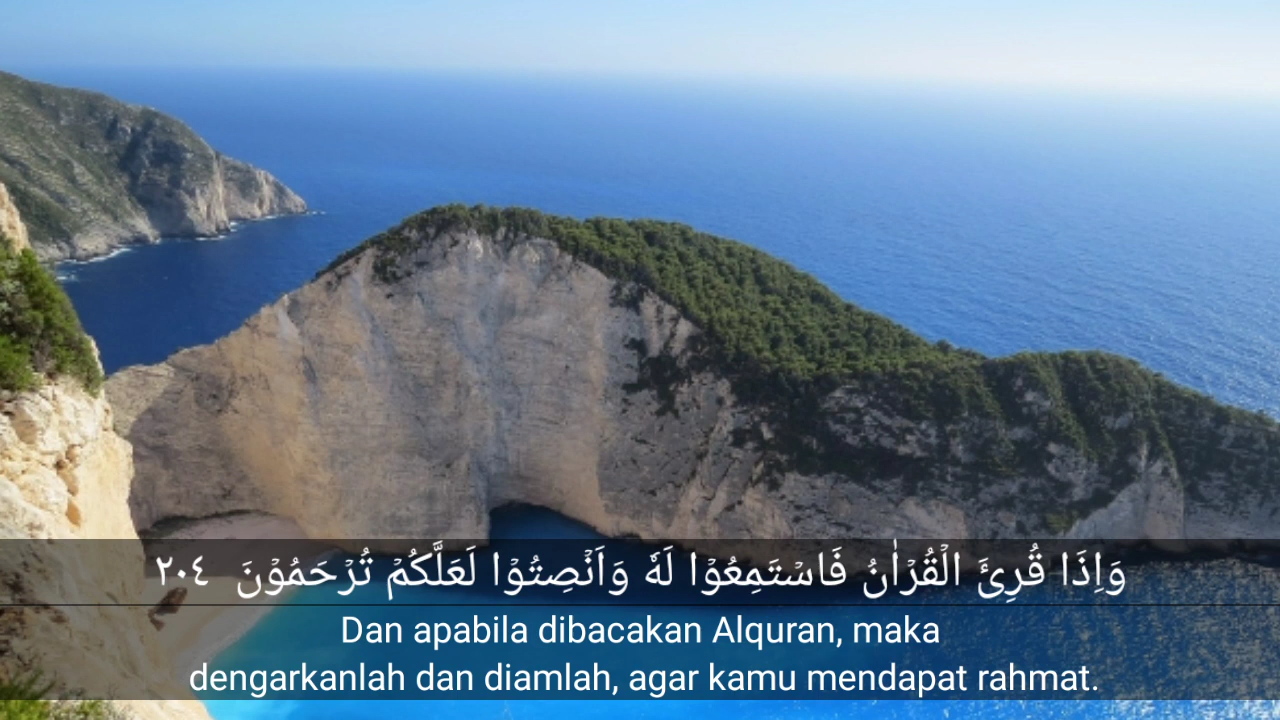 وَاِذَا قُرِئَ الْقُرْاٰنُ فَاسْتَمِعُوْا لَهٗ وَاَنْصِتُوْا لَعَلَّكُمْ تُرْحَمُوْنَ ٢٠٤
Dan apabila dibacakan Alquran, maka
dengarkanlah dan diamlah, agar kamu mendapat rahmat.